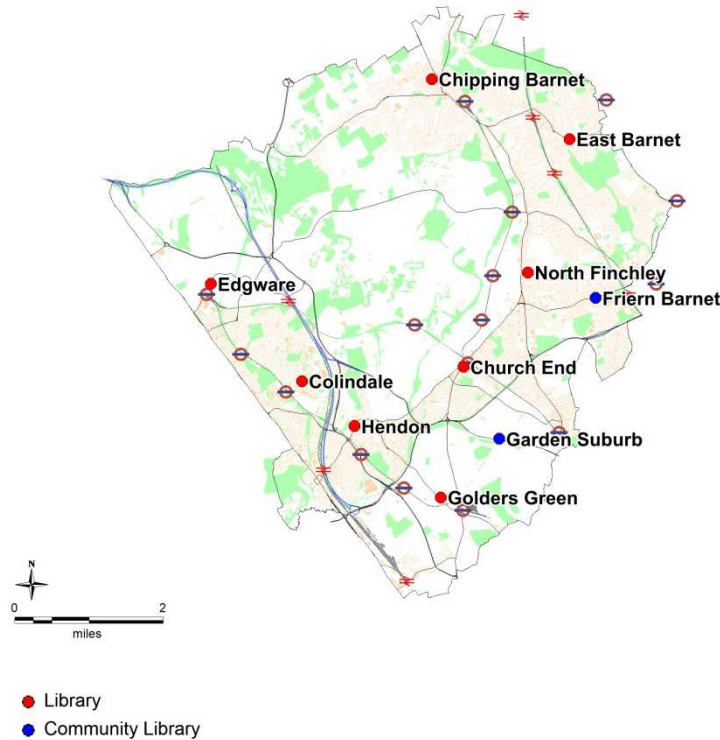 Chipping Barnet
East Barnet
North Finchley
Edgware
Friern Barnet
Church End
Colindale
Hendon
Garden Suburb
Golders Green
N
0 2
miles
Library
Community Library